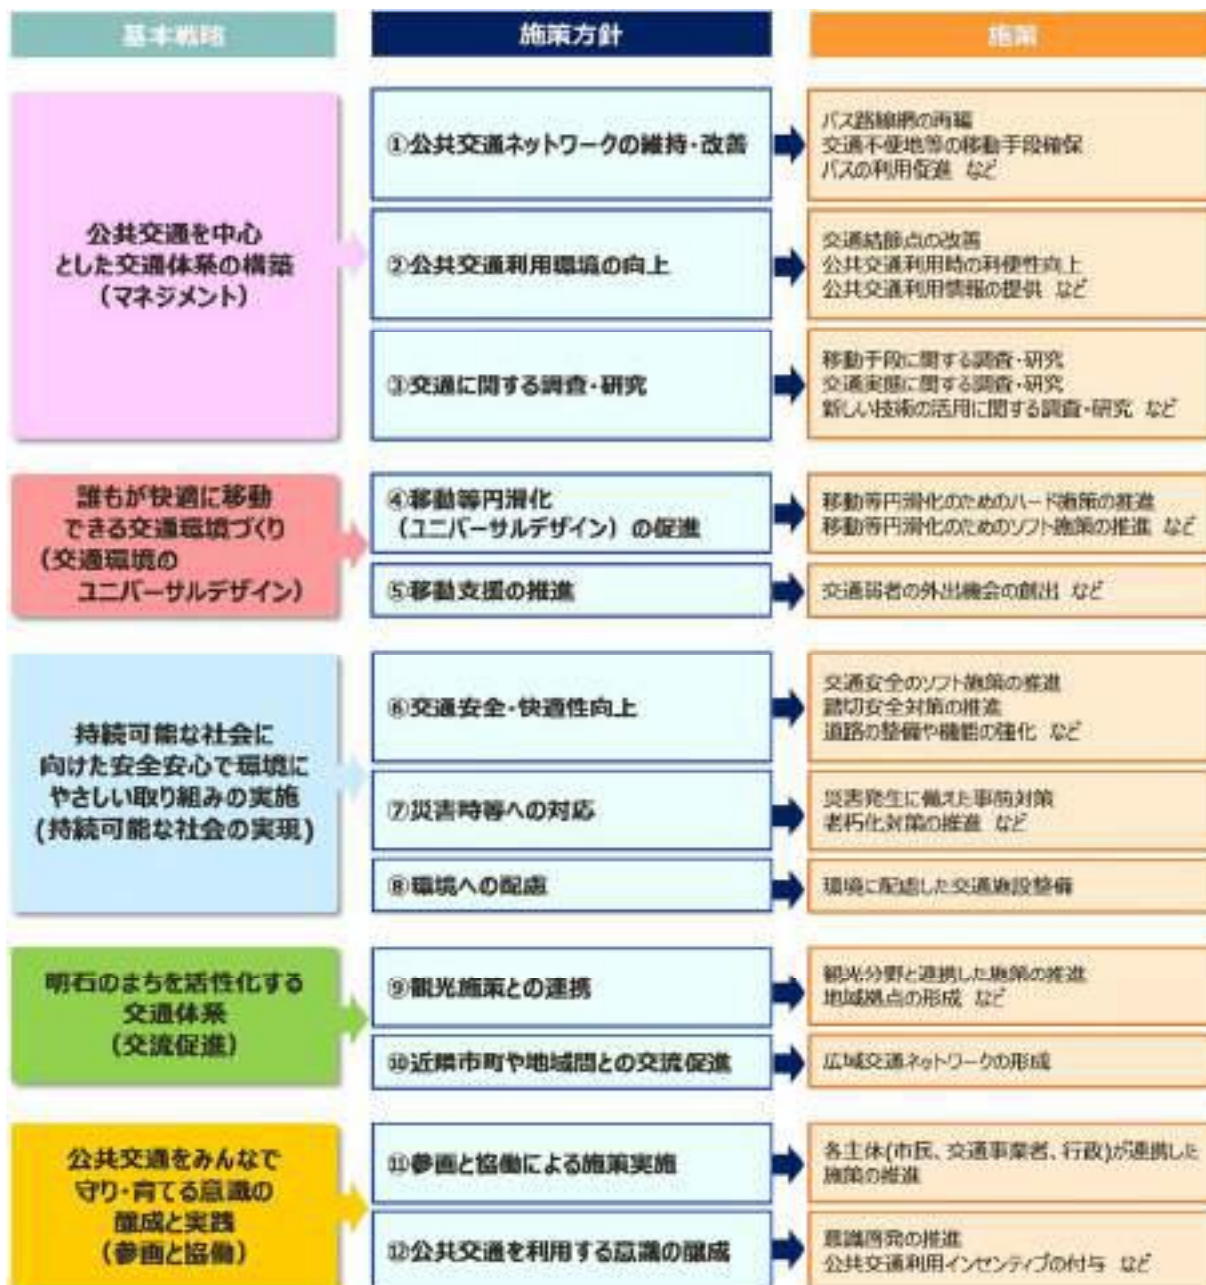 基本戦略
施策方針
施策
公共交通を中心
とした交通体系の構築
(マネジメント)
①公共交通ネットワークの維持・改善
バス路線網の再編
交通不便地等の移動手段確保
バスの利用促進 など
②公共交通利用環境の向上
交通結節点の改善
公共交通利用時の利便性向上
公共交通利用情報の提供 など
③交通に関する調査・研究
移動手段に関する調査・研究
交通実態に関する調査・研究
新しい技術の活用に関する調査・研究 など
誰もが快適に移動
できる交通環境づくり
(交通環境の
ユニバーサルデザイン)
④移動等円滑化
(ユニバーサルデザイン)の促進
移動等円滑化のためのハード施策の推進
移動等円滑化のためのソフト施策の推進 など
⑤移動支援の推進
交通弱者の外出機会の創出 など
持続可能な社会に
向けた安全安心で環境に
やさしい取り組みの実施
(持続可能な社会の実現)
⑥交通安全・快適性向上
交通安全のソフト施策の推進
踏切安全対策の推進
道路の整備や機能の強化 など
⑦災害時等への対応
災害発生に備えた事前対策
老朽化対策の推進 など
⑧環境への配慮
環境に配慮した交通施設整備
明石のまちを活性化する
交通体系
(交流促進)
⑨観光施策との連携
観光分野と連携した施策の推進
地域拠点の形成 など
⑩近隣市町や地域間との交流促進
広域交通ネットワークの形成
公共交通をみんなで
守り・育てる意識の
醸成と実践
(参画と協働)
⑪参画と協働による施策実施
各主体(市民、交通事業者、行政)が連携した
施策の推進
⑫公共交通を利用する意識の醸成
意識啓発の推進
公共交通利用インセンティブの付与 など